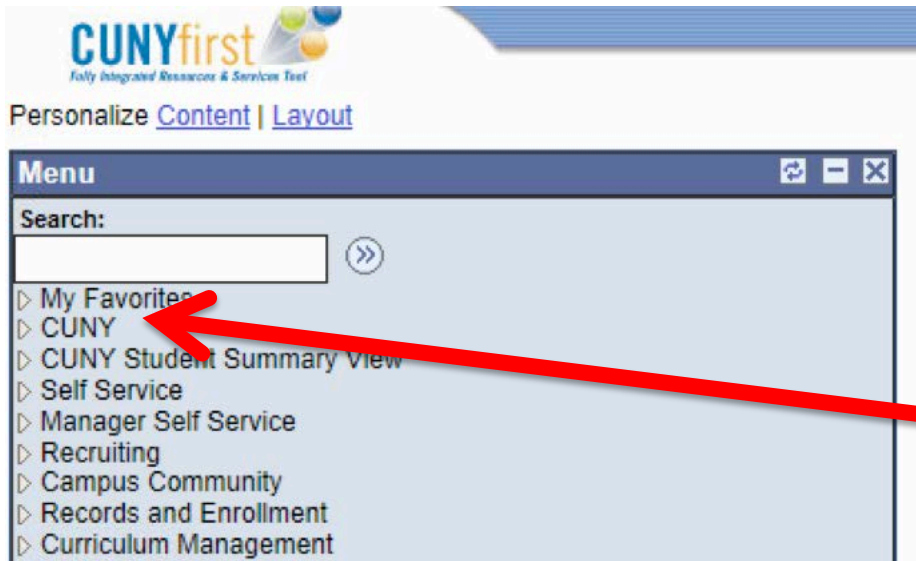 CUNYfirst
Fully Integrated Resources & Services Tool
Personalize Content | Layout
Menu
Search:
My Favorites
CUNY
CUNY Student Summary View
Self Service
Manager Self Service
Recruiting
Campus Community
Records and Enrollment
Curriculum Management